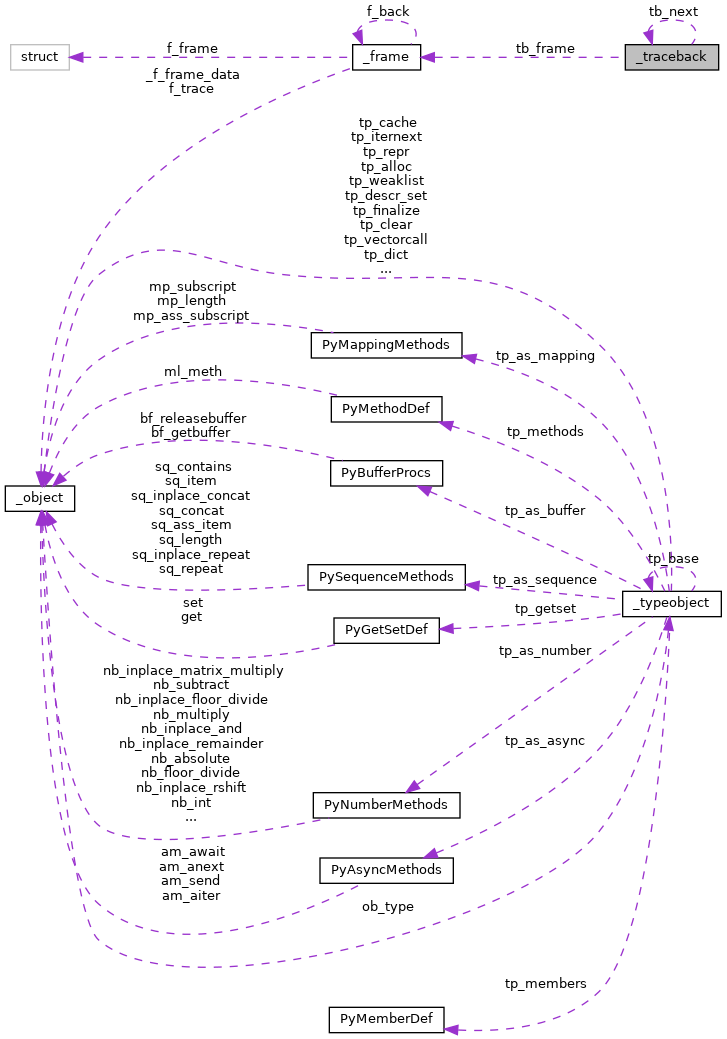 f_back
tb_next
struct
f_frame
_frame
tb_frame
_traceback
_f_frame_data
f_trace
tp_cache
tp_iternext
tp_repr
tp_alloc
tp_weaklist
tp_descr_set
tp_finalize
tp_clear
tp_vectorcall
tp_dict
...
mp_subscript
mp_length
mp_ass_subscript
PyMappingMethods
tp_as_mapping
ml_meth
PyMethodDef
tp_methods
bf_releasebuffer
bf_getbuffer
PyBufferProcs
tp_as_buffer
_object
sq_contains
sq_item
sq_inplace_concat
sq_concat
sq_ass_item
sq_length
sq_inplace_repeat
sq_repeat
PySequenceMethods
tp_as_sequence
tp_base
_typeobject
set
get
PyGetSetDef
tp_getset
tp_as_number
nb_inplace_matrix_multiply
nb_subtract
nb_inplace_floor_divide
nb_multiply
nb_inplace_and
nb_inplace_remainder
nb_absolute
nb_floor_divide
nb_inplace_rshift
nb_int
...
PyNumberMethods
tp_as_async
am_await
am_anext
am_send
am_aiter
PyAsyncMethods
ob_type
tp_members
PyMemberDef